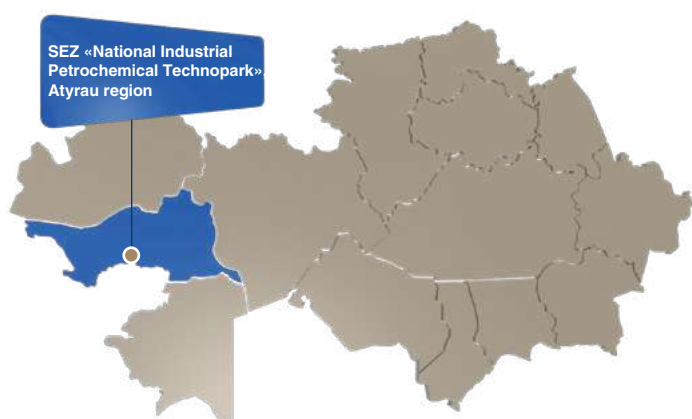 SEZ «National Industrial
Petrochemical Technopark»,
Atyrau region